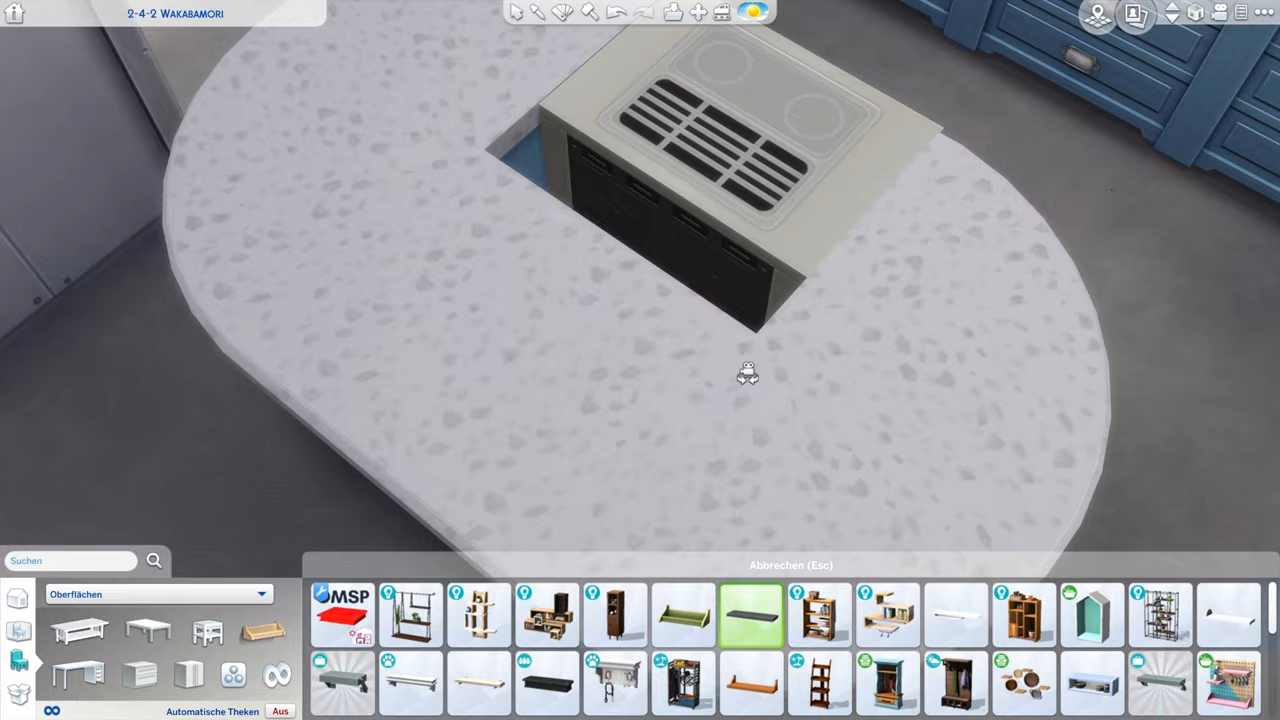 2-4-2 Wakabamori
Abbrechen (Esc)
Suchen
Oberflächen
MSP
Automatische Theken Aus